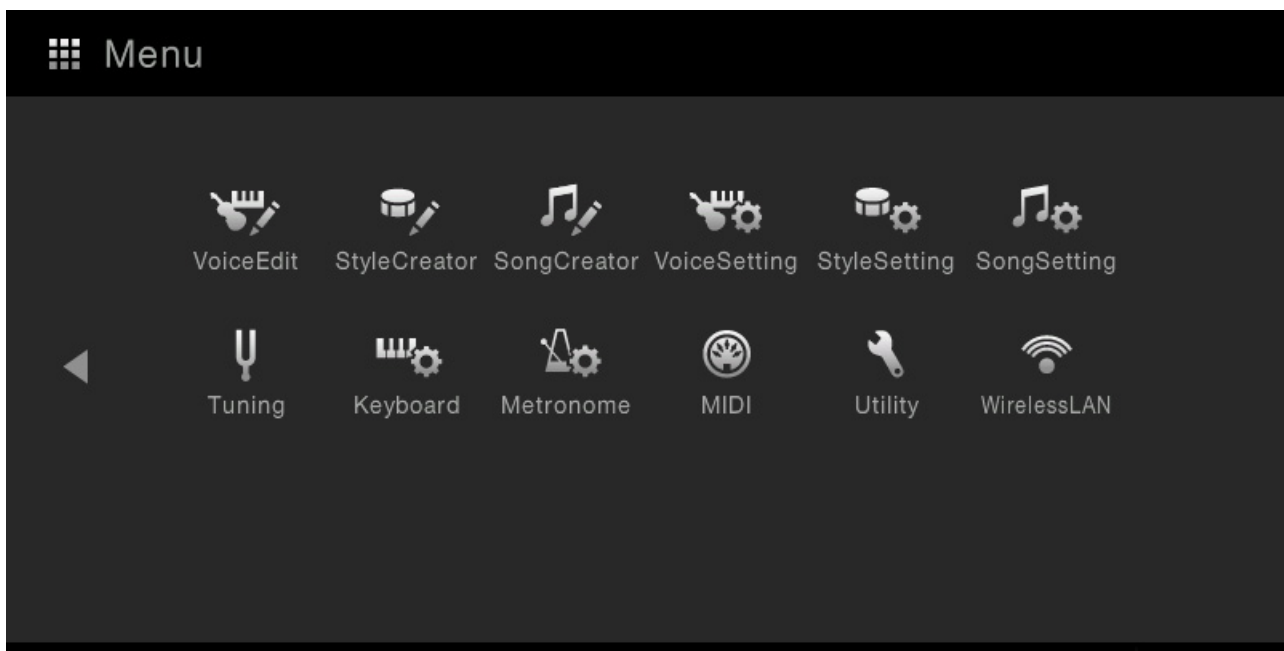 Menu
VoiceEdit StyleCreator SongCreator VoiceSetting StyleSetting SongSetting
Tuning Keyboard Metronome MIDI Utility WirelessLAN